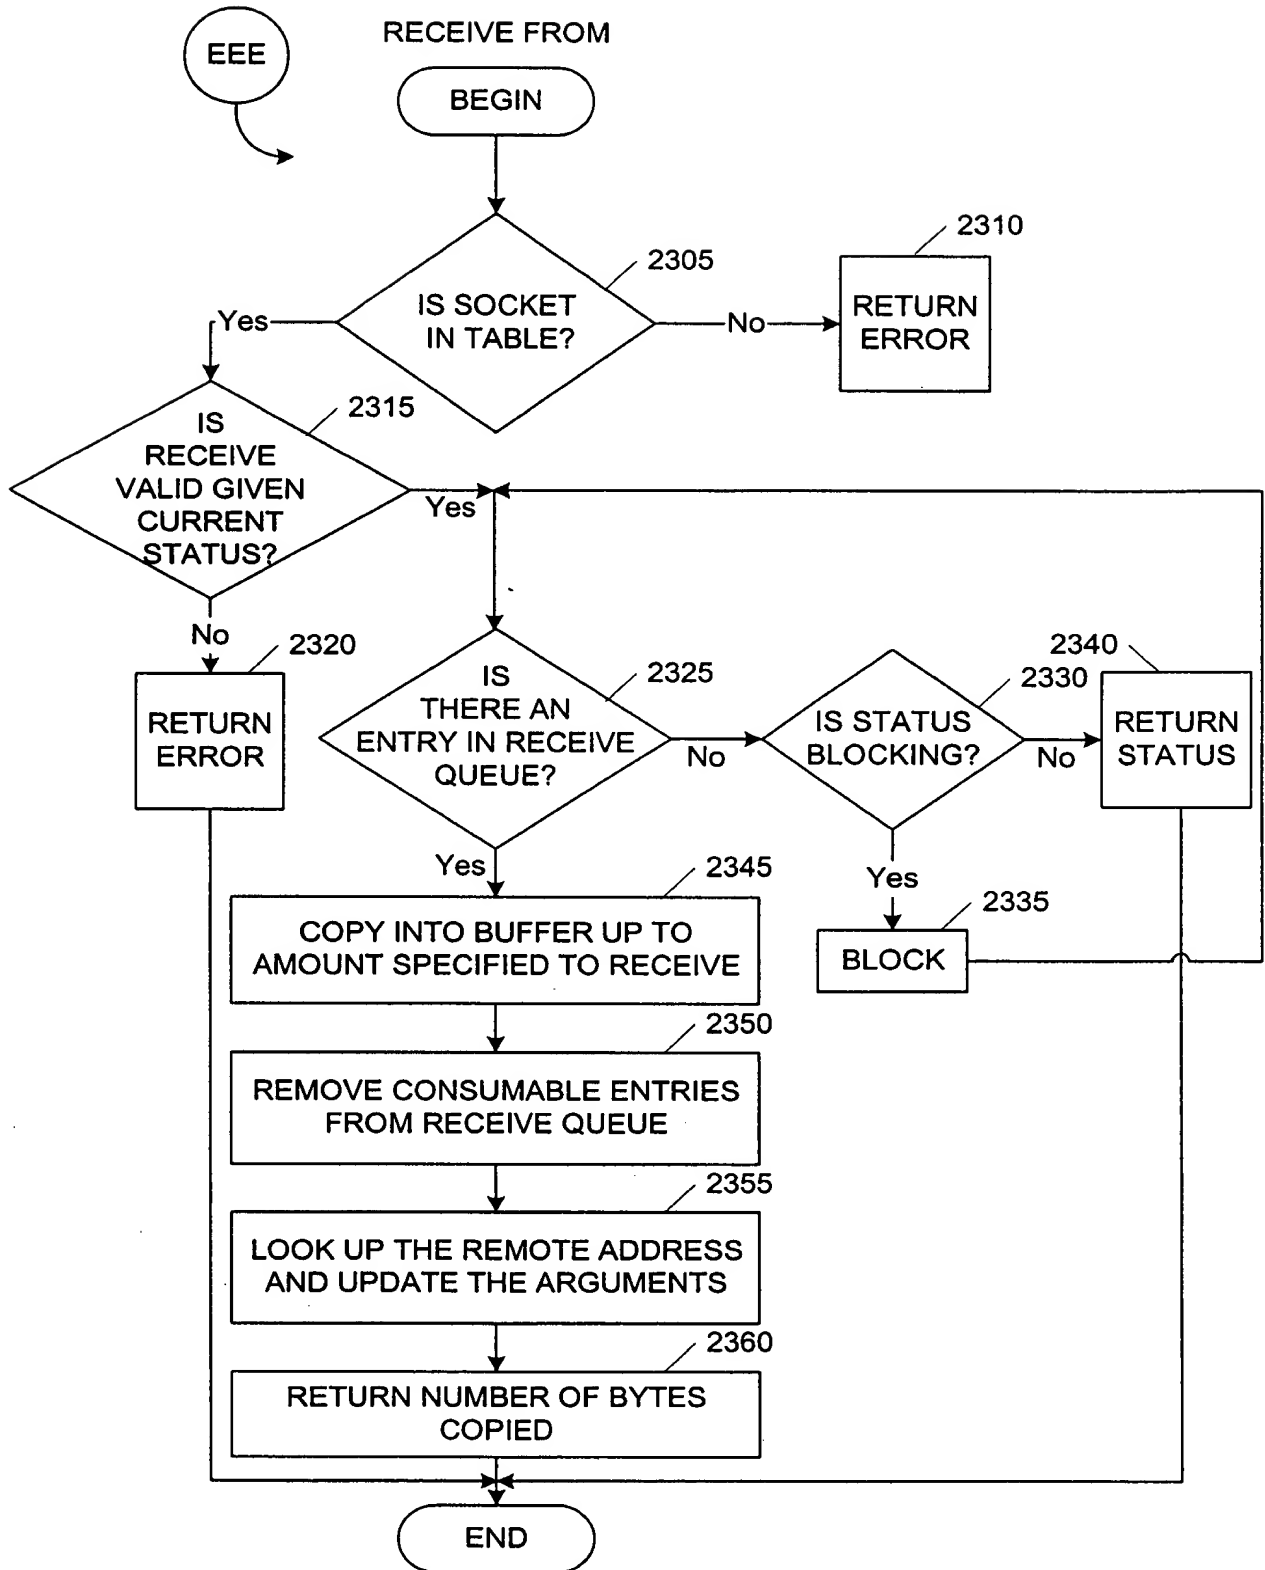 EEE
RECEIVE FROM
BEGIN
2305
IS SOCKET
IN TABLE?
Yes
No
2310
RETURN
ERROR
2315
IS
RECEIVE
VALID GIVEN
CURRENT
STATUS?
Yes
No
2320
RETURN
ERROR
2325
IS
THERE AN
ENTRY IN RECEIVE
QUEUE?
No
Yes
2330
IS STATUS
BLOCKING?
No
Yes
2340
RETURN
STATUS
2335
BLOCK
2345
COPY INTO BUFFER UP TO
AMOUNT SPECIFIED TO RECEIVE
2350
REMOVE CONSUMABLE ENTRIES
FROM RECEIVE QUEUE
2355
LOOK UP THE REMOTE ADDRESS
AND UPDATE THE ARGUMENTS
2360
RETURN NUMBER OF BYTES
COPIED
END